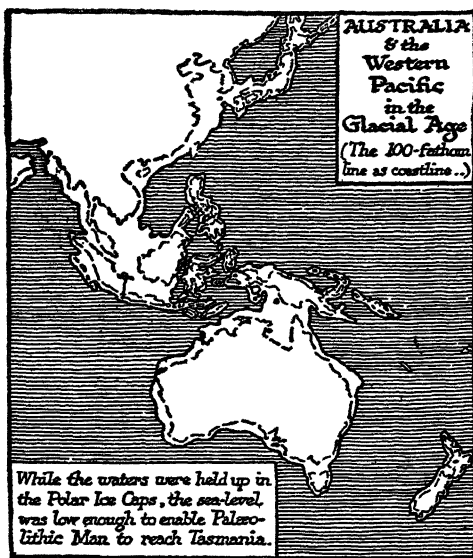 AUSTRALIA
& the
Western
Pacific
in the
Glacial Age
(The 100-fathom
line as coastline..)
While the waters were held up in
the Polar Ice Caps, the sea-level
was low enough to enable Palæo-
lithic Man to reach Tasmania.